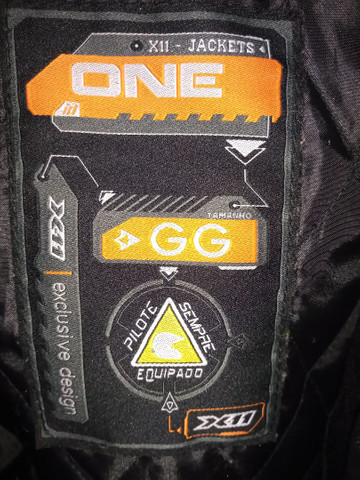 X11 - JACKETS
ONE
TAMANHO
GG
X11 | exclusive design
PILOTE SEMPRE
EQUIPADO
X11